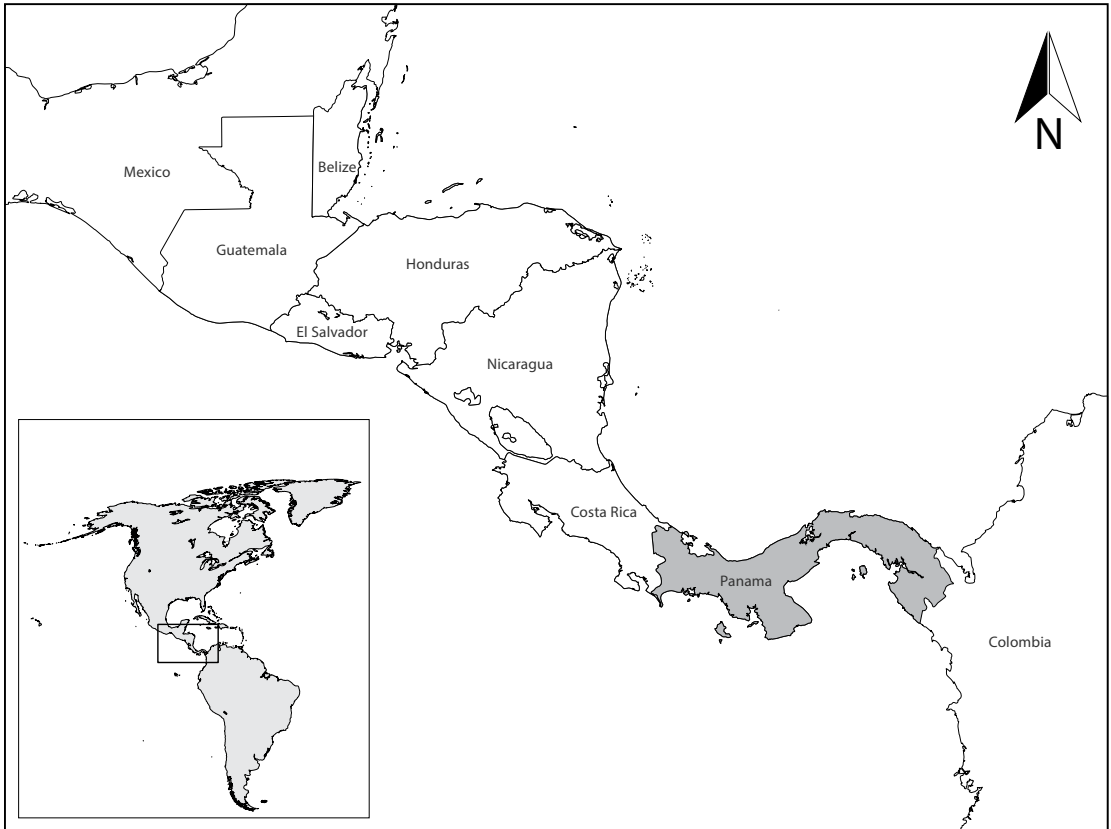 N
Mexico
Belize
Guatemala
Honduras
El Salvador
Nicaragua
Costa Rica
Panama
Colombia